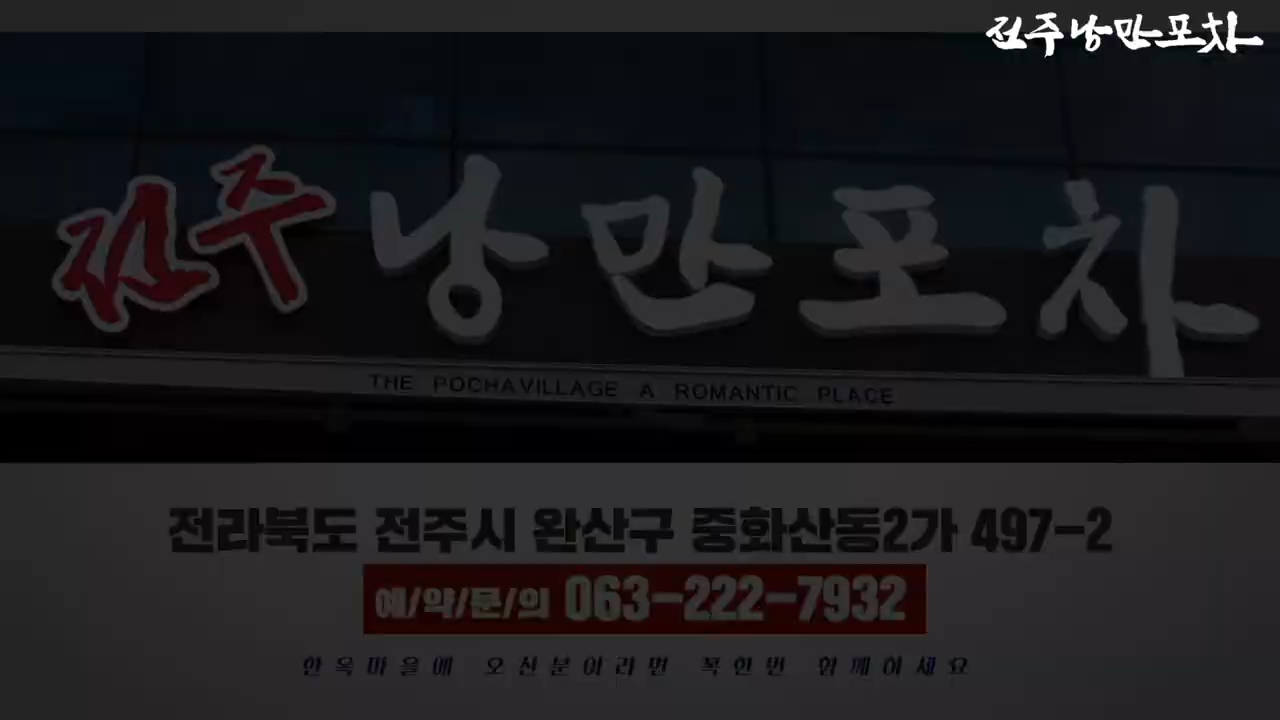 전주낭만포차
전주낭만포차
THE POCHAVILLAGE A ROMANTIC PLACE
전라북도 전주시 완산구 중화산동2가 497-2
예/약/문/의 063-222-7932
한옥마을에 오신분이라면 꼭한번 함께하세요